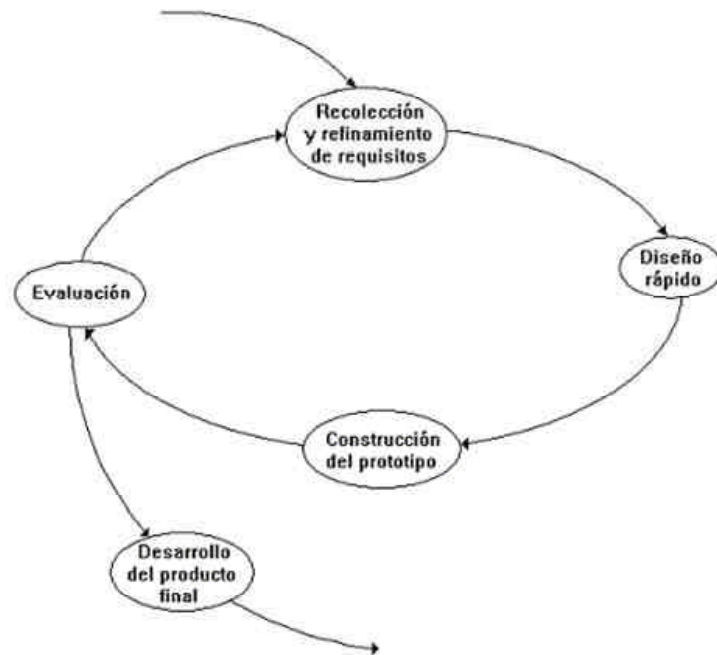 Recolección
y refinamiento
de requisitos
Diseño
rápido
Evaluación
Construcción
del prototipo
Desarrollo
del producto
final